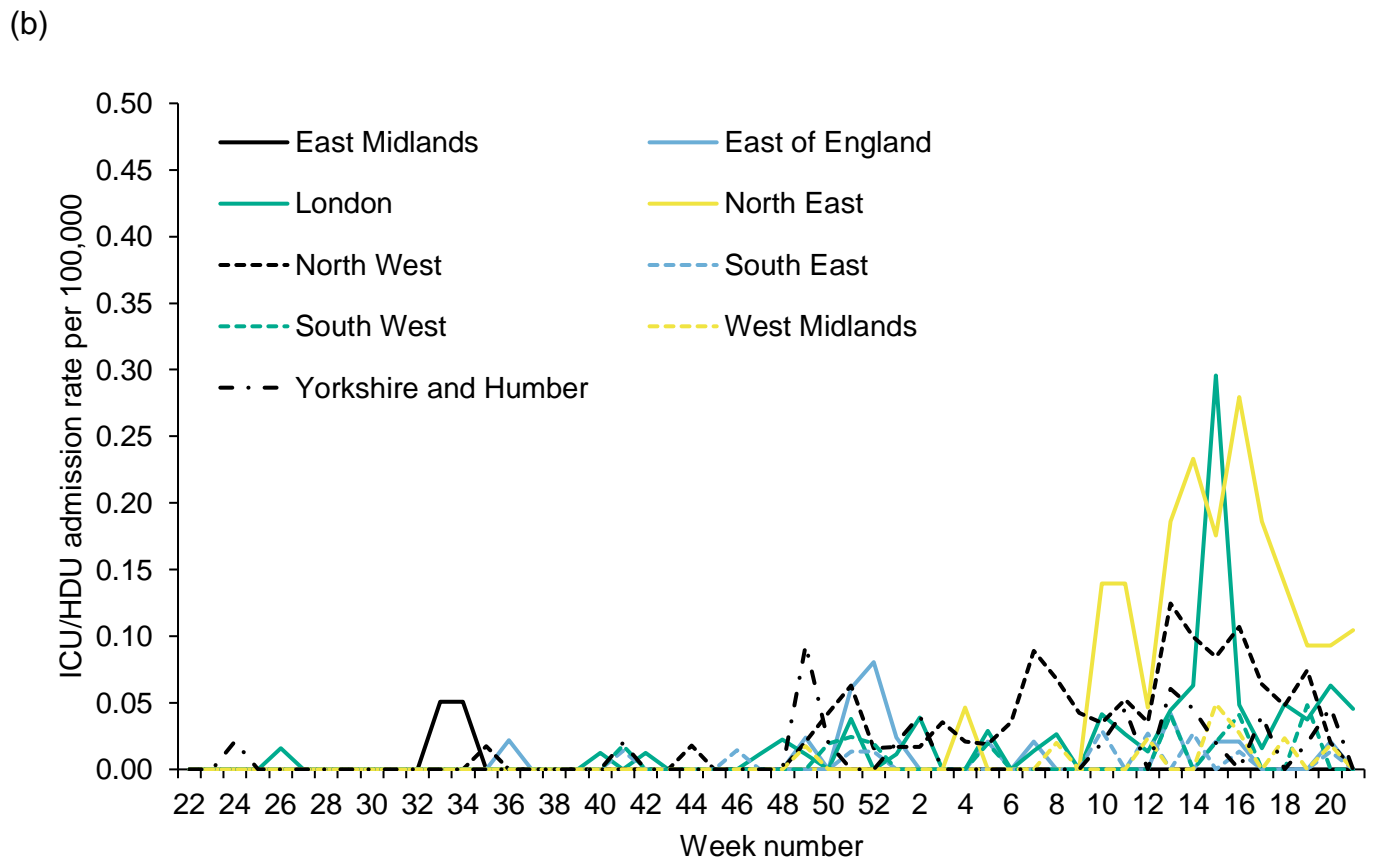 (b)
0.50
0.45
0.40
0.35
0.30
0.25
0.20
0.15
0.10
0.05
0.00
ICU/HDU admission rate per 100,000
East Midlands East of England
London North East
North West South East
South West West Midlands
Yorkshire and Humber
22 24 26 28 30 32 34 36 38 40 42 44 46 48 50 52 2 4 6 8 10 12 14 16 18 20
Week number